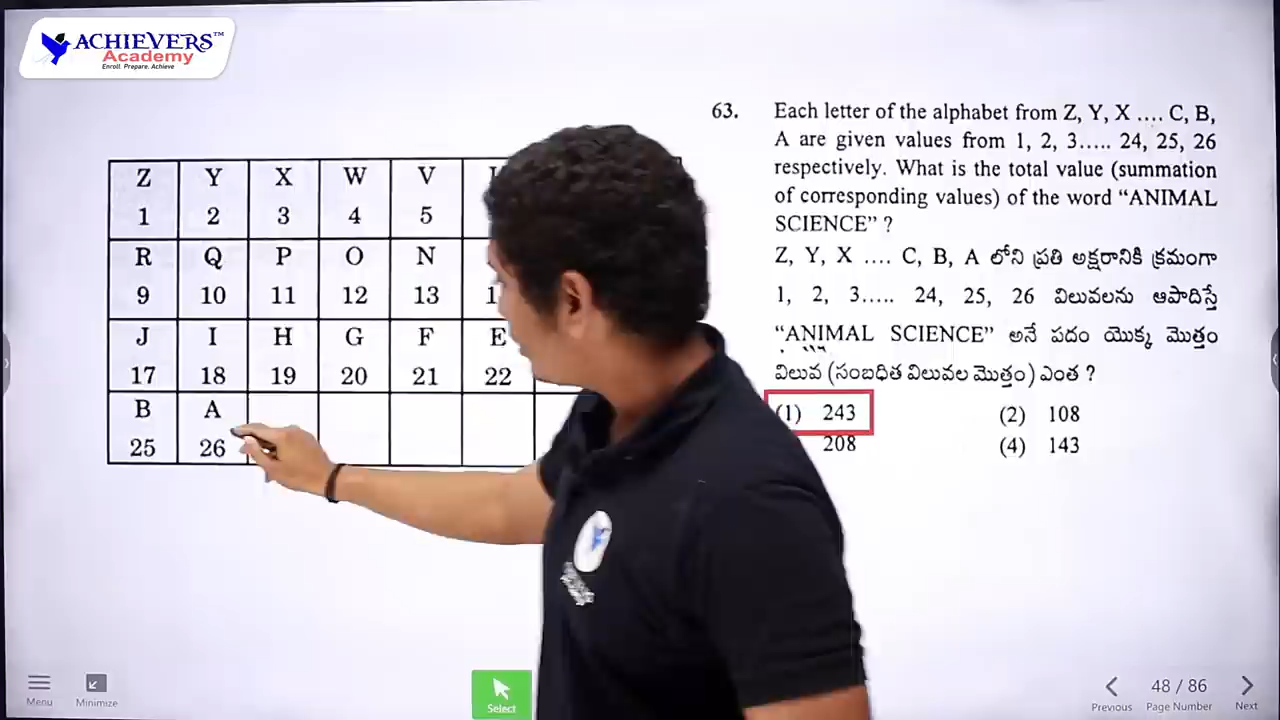 ACHIEVERS™
Academy
Enroll. Prepare. Achieve
Z Y X W V
1 2 3 4 5
R Q P O N
9 10 11 12 13
J I H G F E
17 18 19 20 21 22
B A
25 26
63. Each letter of the alphabet from Z, Y, X .... C, B,
A are given values from 1, 2, 3..... 24, 25, 26
respectively. What is the total value (summation
of corresponding values) of the word “ANIMAL
SCIENCE” ?
Z, Y, X .... C, B, A లోని ప్రతి అక్షరానికి క్రమంగా
1, 2, 3..... 24, 25, 26 విలువలను ఆపాదిస్తే
“ANIMAL SCIENCE” అనే పదం యొక్క మొత్తం
విలువ (సంబధిత విలువల మొత్తం) ఎంత ?
(1) 243 (2) 108
208 (4) 143
Menu Minimize Select Previous 48 / 86 Page Number Next